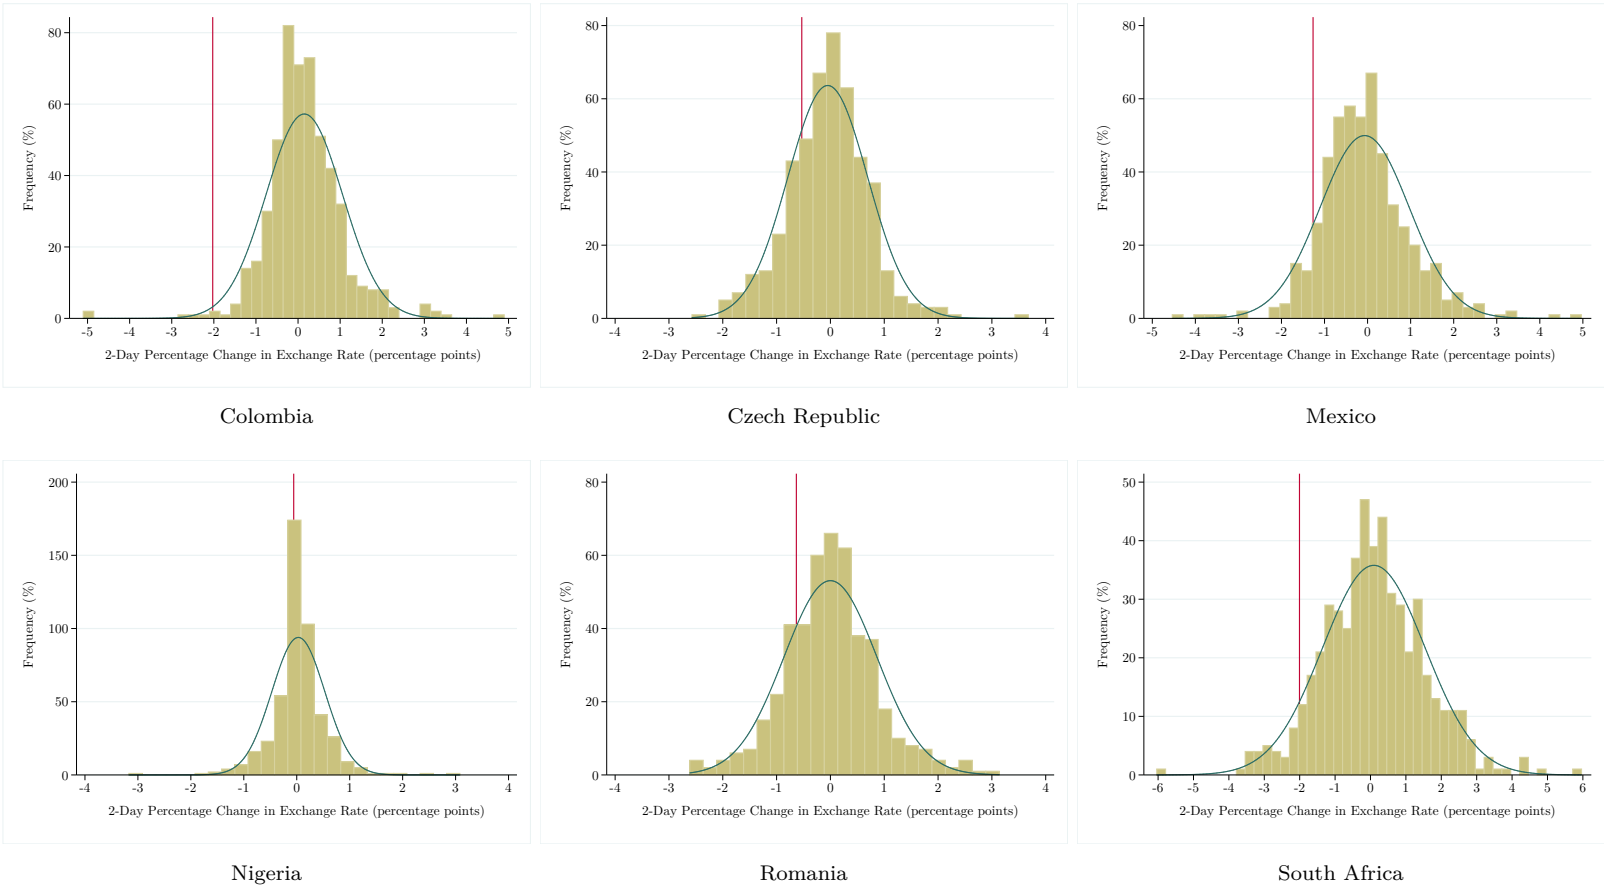 80
60
40
20
0
Frequency (%)
-5 -4 -3 -2 -1 0 1 2 3 4 5
2-Day Percentage Change in Exchange Rate (percentage points)
Colombia
80
60
40
20
0
Frequency (%)
-4 -3 -2 -1 0 1 2 3 4
2-Day Percentage Change in Exchange Rate (percentage points)
Czech Republic
80
60
40
20
0
Frequency (%)
-5 -4 -3 -2 -1 0 1 2 3 4 5
2-Day Percentage Change in Exchange Rate (percentage points)
Mexico
200
150
100
50
0
Frequency (%)
-4 -3 -2 -1 0 1 2 3 4
2-Day Percentage Change in Exchange Rate (percentage points)
Nigeria
80
60
40
20
0
Frequency (%)
-4 -3 -2 -1 0 1 2 3 4
2-Day Percentage Change in Exchange Rate (percentage points)
Romania
50
40
30
20
10
0
Frequency (%)
-6 -5 -4 -3 -2 -1 0 1 2 3 4 5 6
2-Day Percentage Change in Exchange Rate (percentage points)
South Africa